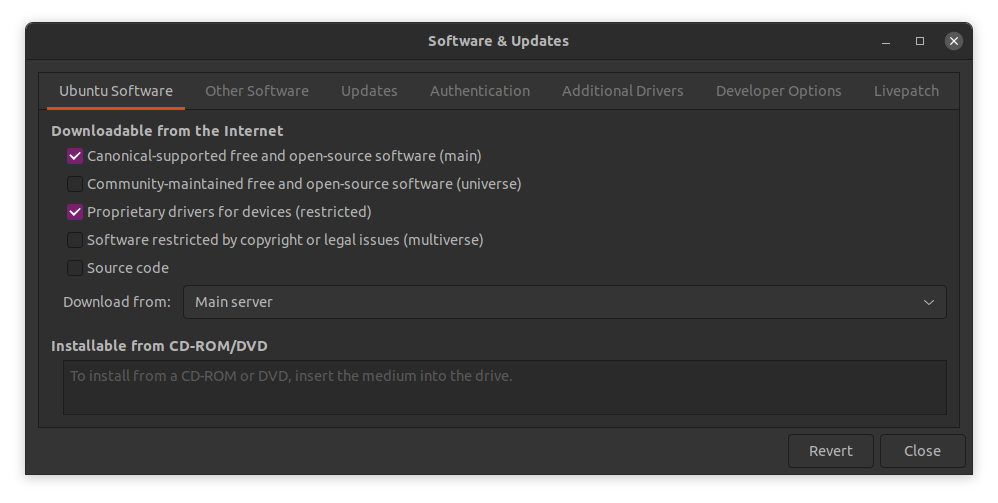 Software & Updates
Ubuntu Software Other Software Updates Authentication Additional Drivers Developer Options Livepatch
Downloadable from the Internet
Canonical-supported free and open-source software (main)
Community-maintained free and open-source software (universe)
Proprietary drivers for devices (restricted)
Software restricted by copyright or legal issues (multiverse)
Source code
Download from: Main server
Installable from CD-ROM/DVD
To install from a CD-ROM or DVD, insert the medium into the drive.
Revert Close